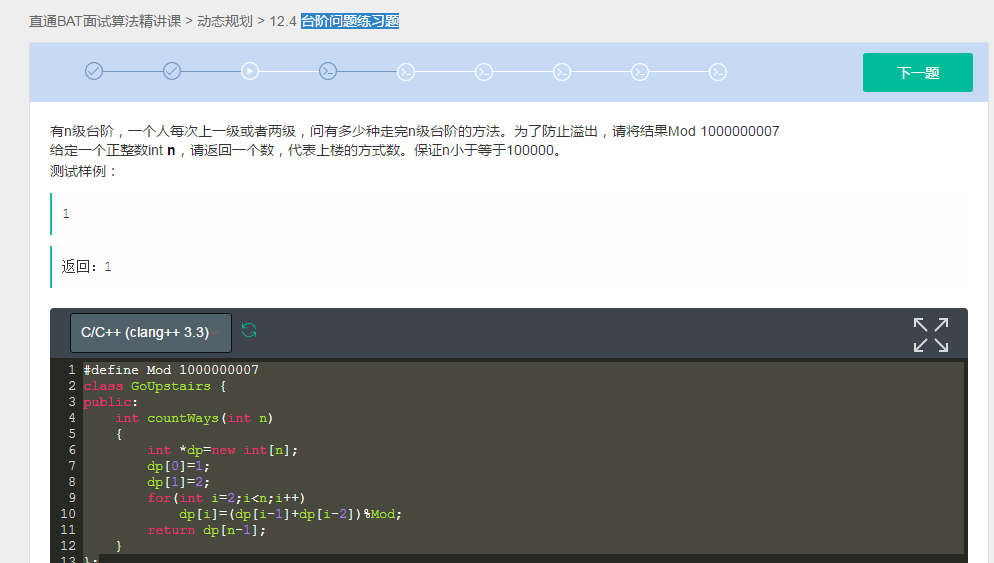 直通BAT面试算法精讲课 > 动态规划 > 12.4 台阶问题练习题
下一题
有n级台阶，一个人每次上一级或者两级，问有多少种走完n级台阶的方法。为了防止溢出，请将结果Mod 1000000007
给定一个正整数int n，请返回一个数，代表上楼的方式数。保证n小于等于100000。
测试样例：
1
返回：1
C/C++ (clang++ 3.3)
1 #define Mod 1000000007
2 class GoUpstairs {
3 public:
4     int countWays(int n)
5     {
6         int *dp=new int[n];
7         dp[0]=1;
8         dp[1]=2;
9         for(int i=2;i<n;i++)
10             dp[i]=(dp[i-1]+dp[i-2])%Mod;
11         return dp[n-1];
12     }
13 };